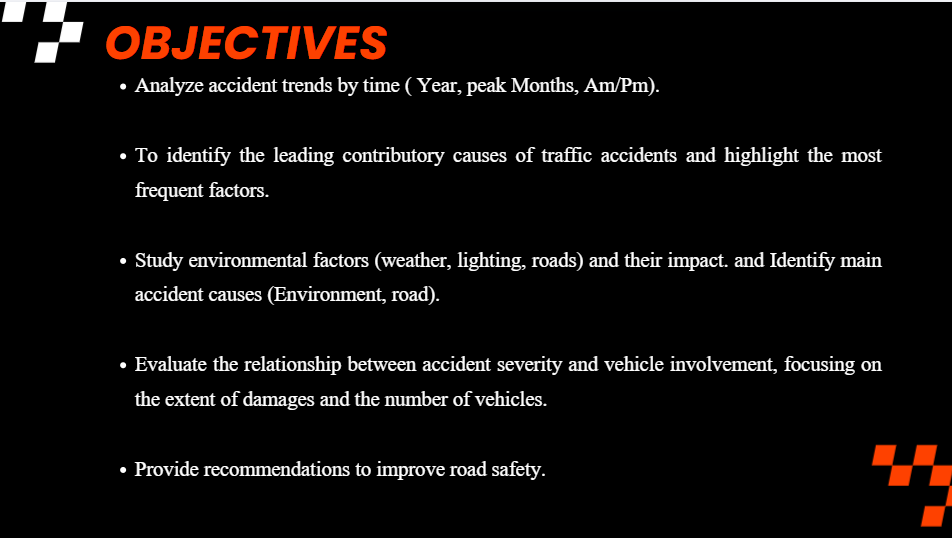 OBJECTIVES
• Analyze accident trends by time ( Year, peak Months, Am/Pm).
• To identify the leading contributory causes of traffic accidents and highlight the most
frequent factors.
• Study environmental factors (weather, lighting, roads) and their impact. and Identify main
accident causes (Environment, road).
• Evaluate the relationship between accident severity and vehicle involvement, focusing on
the extent of damages and the number of vehicles.
• Provide recommendations to improve road safety.